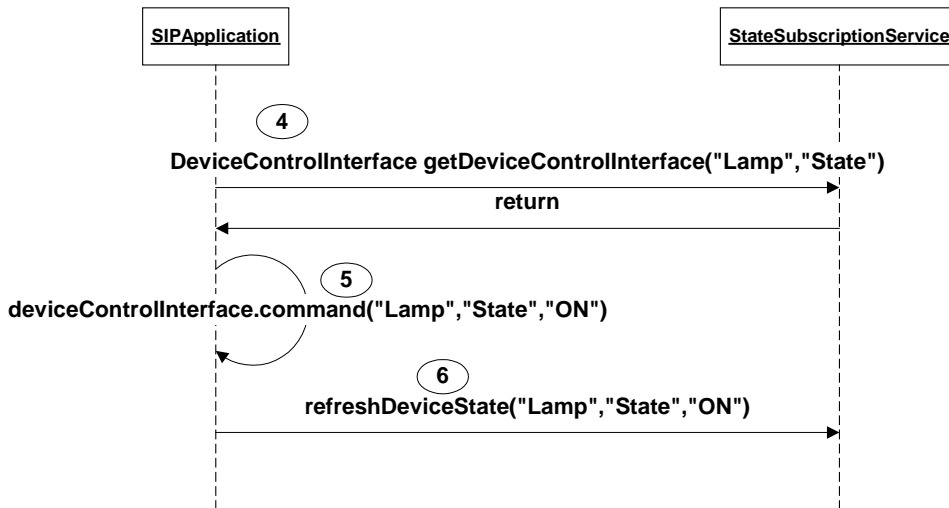 SIPApplication
StateSubscriptionService
4
DeviceControlInterface getDeviceControlInterface("Lamp","State")
return
5
deviceControlInterface.command("Lamp","State","ON")
6
refreshDeviceState("Lamp","State","ON")